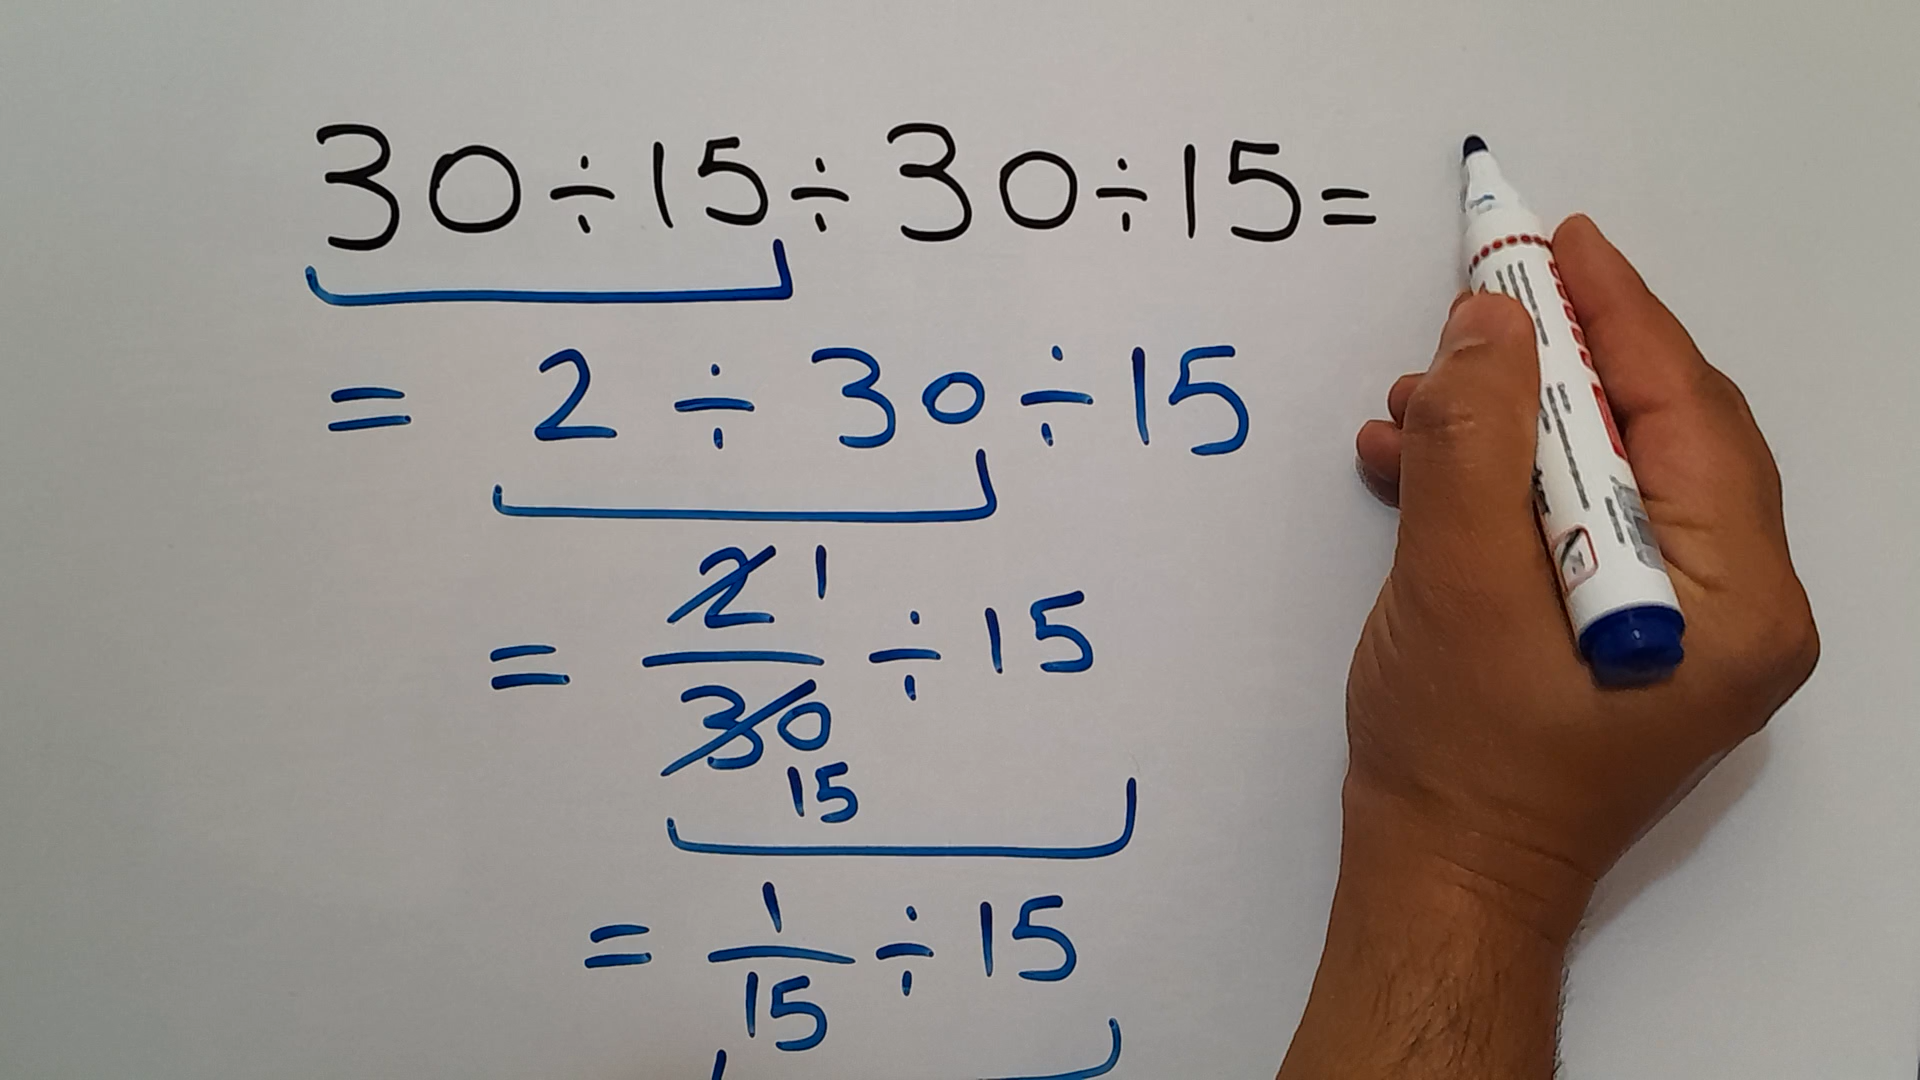 30÷15÷30÷15=
= 2 ÷ 30 ÷ 15
= 2/30 1/15 ÷ 15
= 1/15 ÷ 15